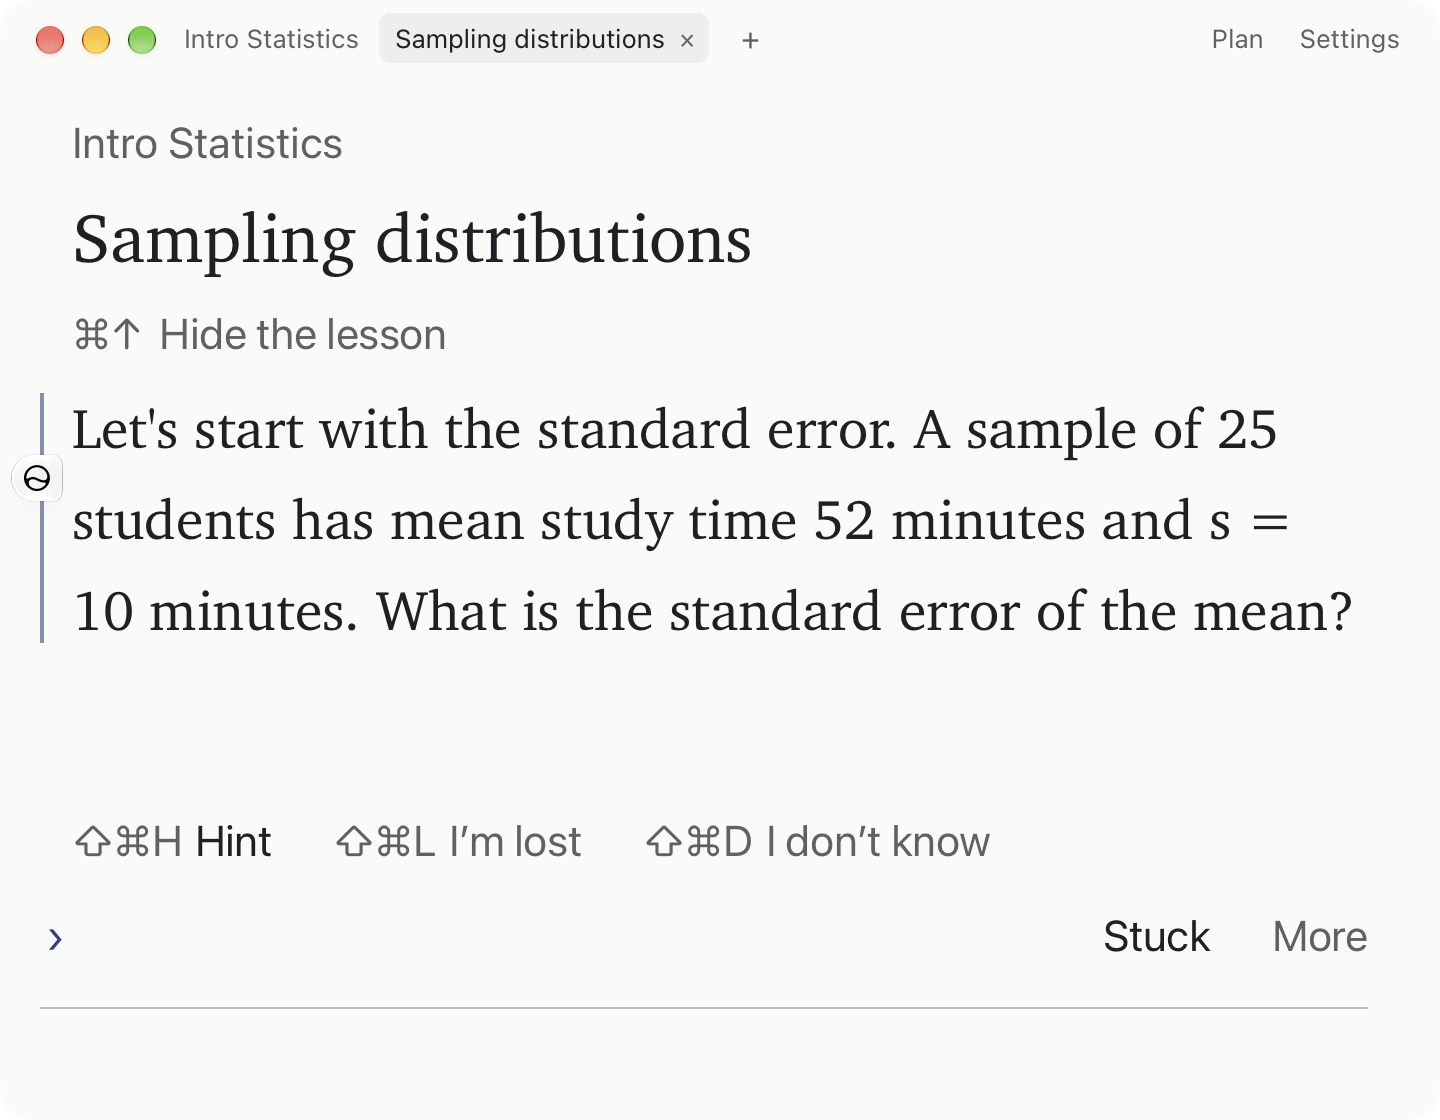 Intro Statistics
Sampling distributions ×
+
Plan
Settings
Intro Statistics
Sampling distributions
⌘↑ Hide the lesson
Let's start with the standard error. A sample of 25
students has mean study time 52 minutes and s =
10 minutes. What is the standard error of the mean?
⇧⌘H Hint
⇧⌘L I’m lost
⇧⌘D I don’t know
›
Stuck
More